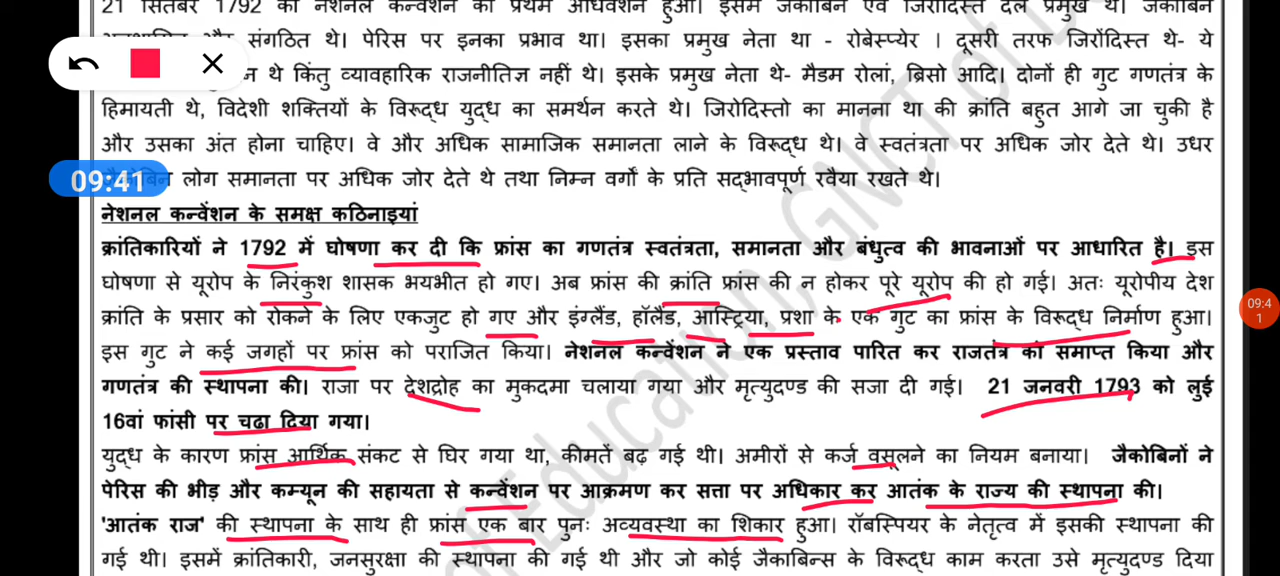 21 सितंबर 1792 को नेशनल कन्वेंशन का प्रथम अधिवेशन हुआ। इसमें जैकोबिन एवं जिरोदिस्त दल प्रमुख थे। जैकोबिन
और संगठित थे। पेरिस पर इनका प्रभाव था। इसका प्रमुख नेता था - रोबेस्प्येर । दूसरी तरफ जिरोंदिस्त थे- ये
न थे किंतु व्यावहारिक राजनीतिज्ञ नहीं थे। इसके प्रमुख नेता थे- मैडम रोलां, ब्रिसो आदि। दोनों ही गुट गणतंत्र के
हिमायती थे, विदेशी शक्तियों के विरूद्ध युद्ध का समर्थन करते थे। जिरोदिस्तो का मानना था की क्रांति बहुत आगे जा चुकी है
और उसका अंत होना चाहिए। वे और अधिक सामाजिक समानता लाने के विरूद्ध थे। वे स्वतंत्रता पर अधिक जोर देते थे। उधर
09:41 लोग समानता पर अधिक जोर देते थे तथा निम्न वर्गो के प्रति सद्भावपूर्ण रवैया रखते थे।
नेशनल कन्वेंशन के समक्ष कठिनाइयां
क्रांतिकारियों ने 1792 में घोषणा कर दी कि फ्रांस का गणतंत्र स्वतंत्रता, समानता और बंधुत्व की भावनाओं पर आधारित है। इस
घोषणा से यूरोप के निरंकुश शासक भयभीत हो गए। अब फ्रांस की क्रांति फ्रांस की न होकर पूरे यूरोप की हो गई। अतः यूरोपीय देश
09:4
1
क्रांति के प्रसार को रोकने के लिए एकजुट हो गए और इंग्लैंड, हॉलैंड, आस्ट्रिया, प्रशा के एक गुट का फ्रांस के विरूद्ध निर्माण हुआ।
इस गुट ने कई जगहों पर फ्रांस को पराजित किया। नेशनल कन्वेंशन ने एक प्रस्ताव पारित कर राजतंत्र को समाप्त किया और
गणतंत्र की स्थापना की। राजा पर देशद्रोह का मुकदमा चलाया गया और मृत्युदण्ड की सजा दी गई। 21 जनवरी 1793 को लुई
16वां फांसी पर चढ़ा दिया गया।
युद्ध के कारण फ्रांस आर्थिक संकट से घिर गया था, कीमतें बढ़ गई थी। अमीरों से कर्ज वसूलने का नियम बनाया। जैकोबिनों ने
पेरिस की भीड़ और कम्यून की सहायता से कन्वेंशन पर आक्रमण कर सत्ता पर अधिकार कर आतंक के राज्य की स्थापना की।
'आतंक राज' की स्थापना के साथ ही फ्रांस एक बार पुनः अव्यवस्था का शिकार हुआ। रॉबस्पियर के नेतृत्व में इसकी स्थापना की
गई थी। इसमें क्रांतिकारी, जनसुरक्षा की स्थापना की गई थी और जो कोई जैकाबिन्स के विरूद्ध काम करता उसे मृत्युदण्ड दिया
of Education, GNCT of De